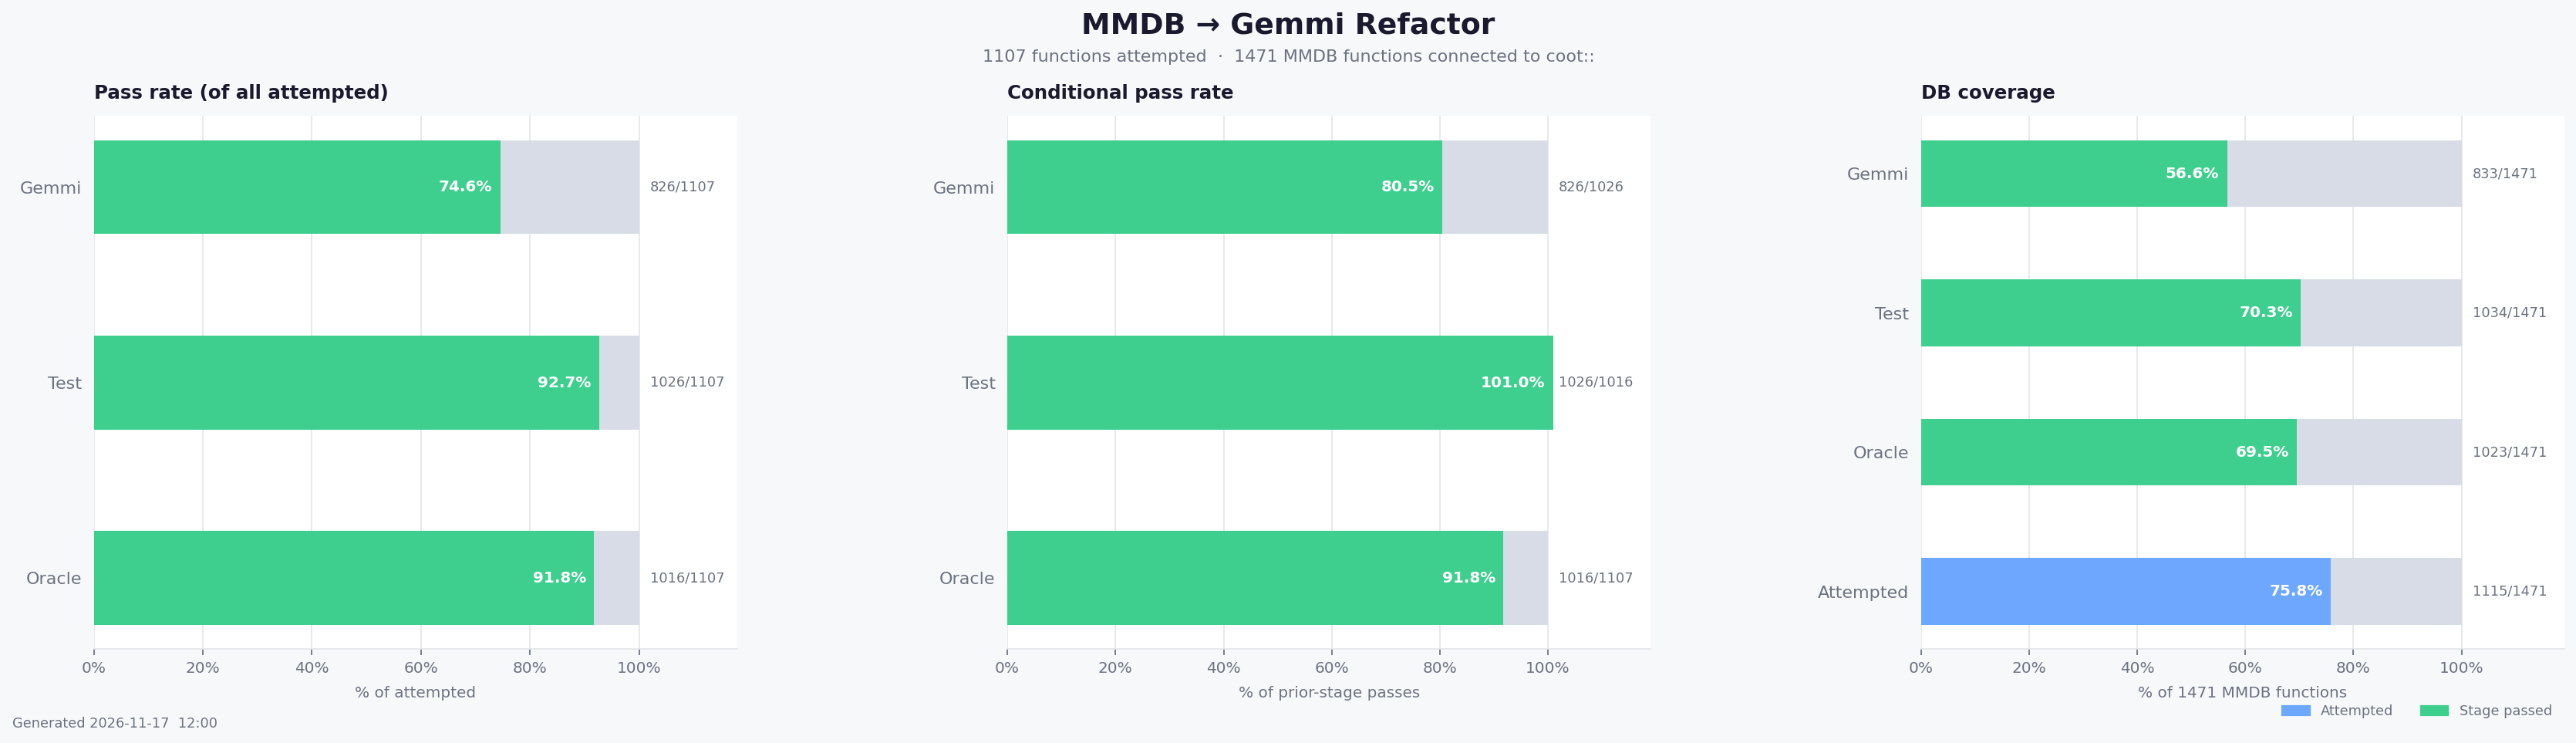 MMDB → Gemmi Refactor
1107 functions attempted · 1471 MMDB functions connected to coot::
Pass rate (of all attempted)
Gemmi 74.6% 826/1107
Test 92.7% 1026/1107
Oracle 91.8% 1016/1107
0% 20% 40% 60% 80% 100%
% of attempted
Conditional pass rate
Gemmi 80.5% 826/1026
Test 101.0% 1026/1016
Oracle 91.8% 1016/1107
0% 20% 40% 60% 80% 100%
% of prior-stage passes
DB coverage
Gemmi 56.6% 833/1471
Test 70.3% 1034/1471
Oracle 69.5% 1023/1471
Attempted 75.8% 1115/1471
0% 20% 40% 60% 80% 100%
% of 1471 MMDB functions
Attempted Stage passed
Generated 2026-11-17 12:00